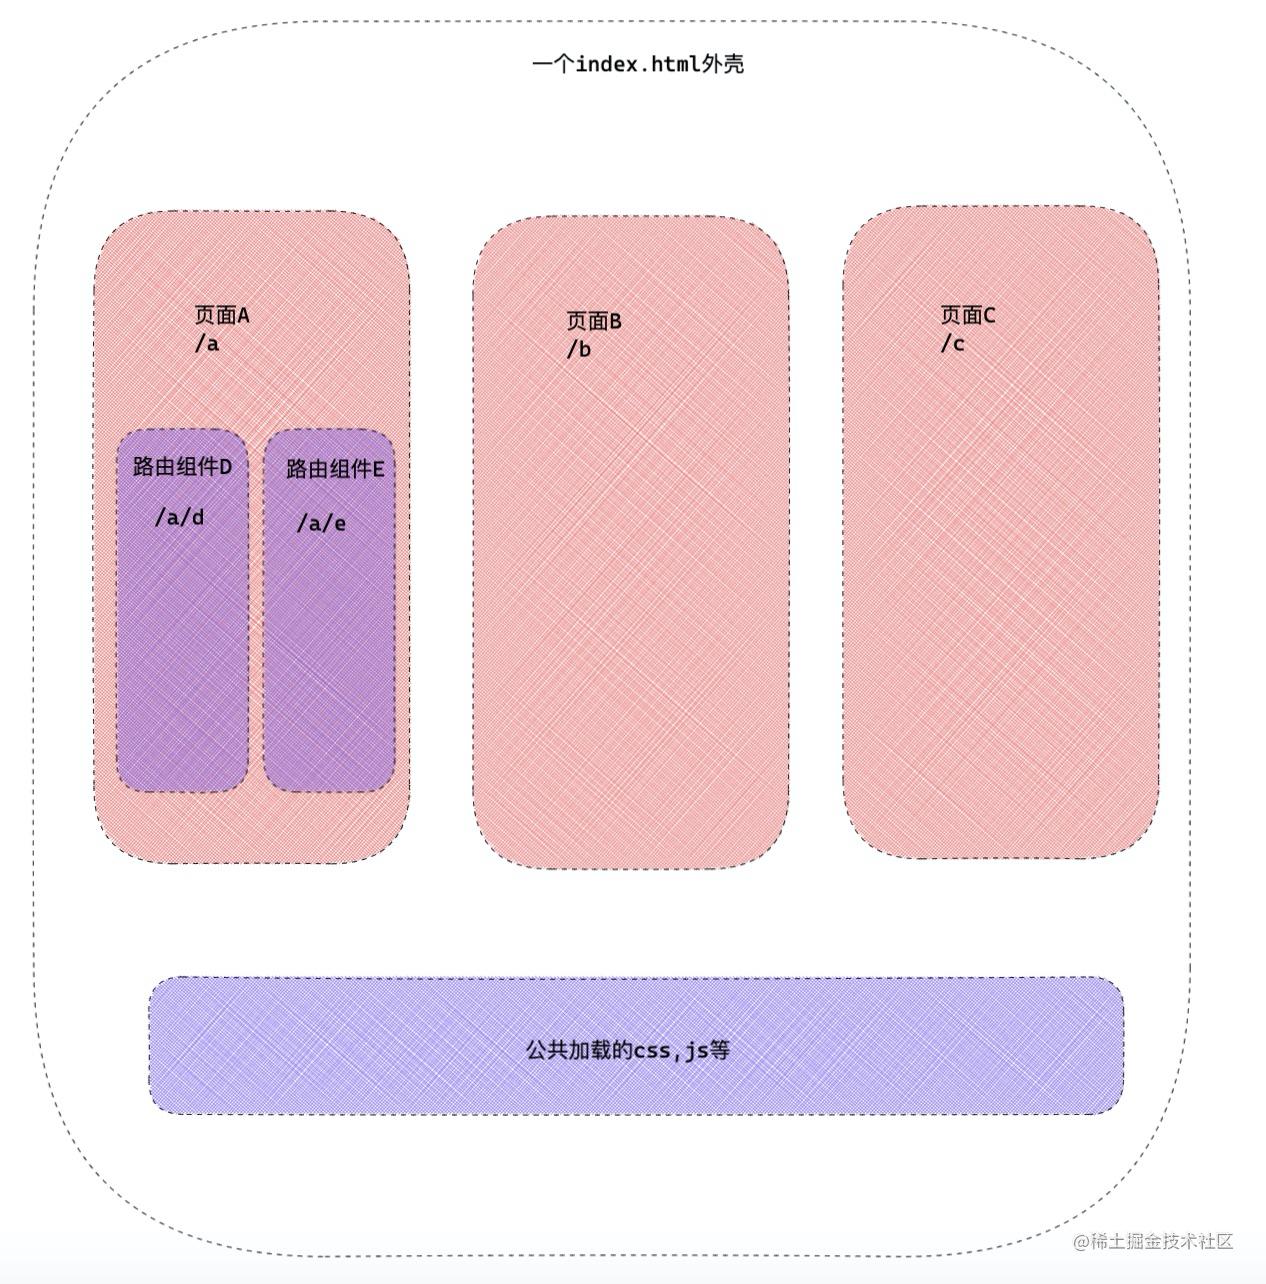 一个index.html外壳
页面A
/a
页面B
/b
页面C
/c
路由组件D
/a/d
路由组件E
/a/e
公共加载的css,js等
@稀土掘金技术社区